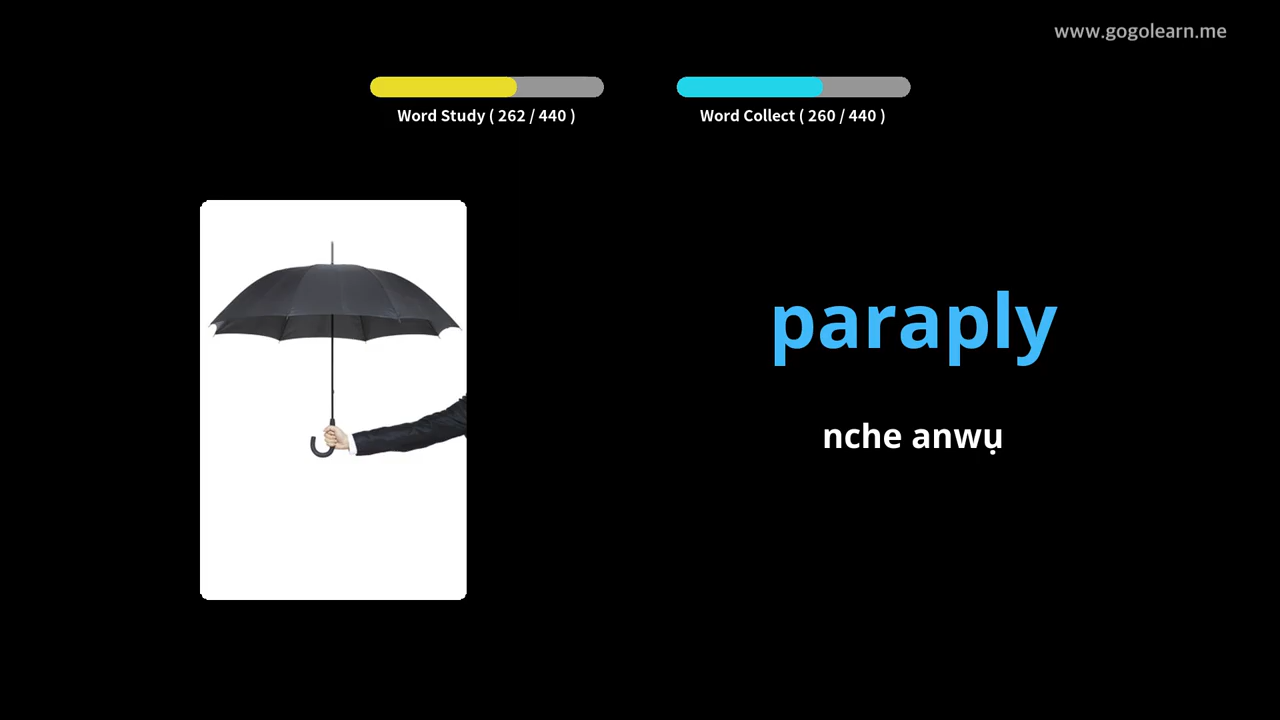 www.gogolearn.me
Word Study ( 262 / 440 )
Word Collect ( 260 / 440 )
paraply
nche anwụ